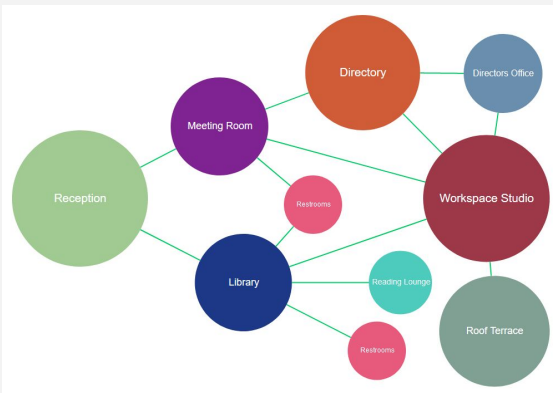 Directory
Directors Office
Meeting Room
Reception
Restrooms
Workspace Studio
Library
Reading Lounge
Roof Terrace
Restrooms